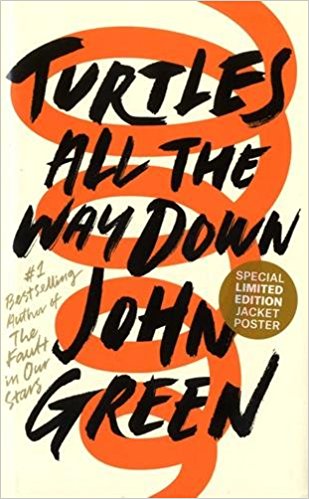 TURTLES
ALL THE
WAY DOWN
#1
Bestselling
Author of
The
Fault
in Our
Stars
JOHN
GREEN
SPECIAL
LIMITED
EDITION
JACKET
POSTER